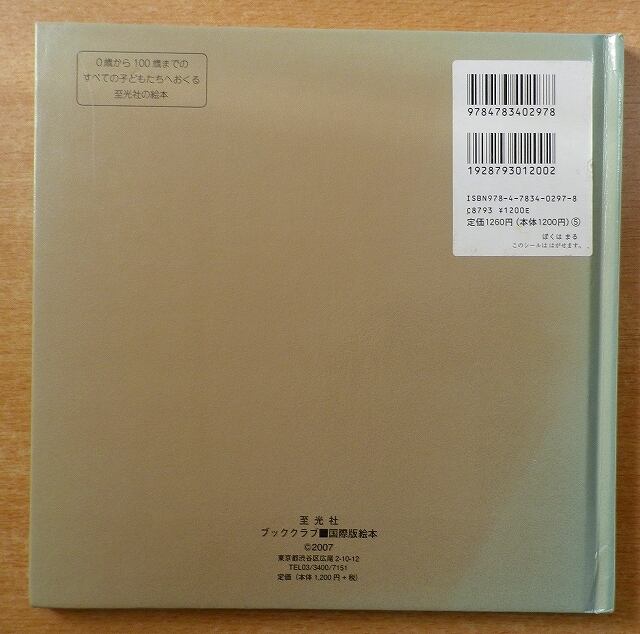 0歳から100歳までの
すべての子どもたちへおくる
至光社の絵本
9784783402978
1928793012002
ISBN978-4-7834-0297-8
C8793 ¥1200E
定価1260円(本体1200円)⑤
ぼくは まる
このシールははがせます。
至光社
ブッククラブ■国際版絵本
©2007
東京都渋谷区広尾2-10-12
TEL03/3400/7151
定価(本体1,200円+税)